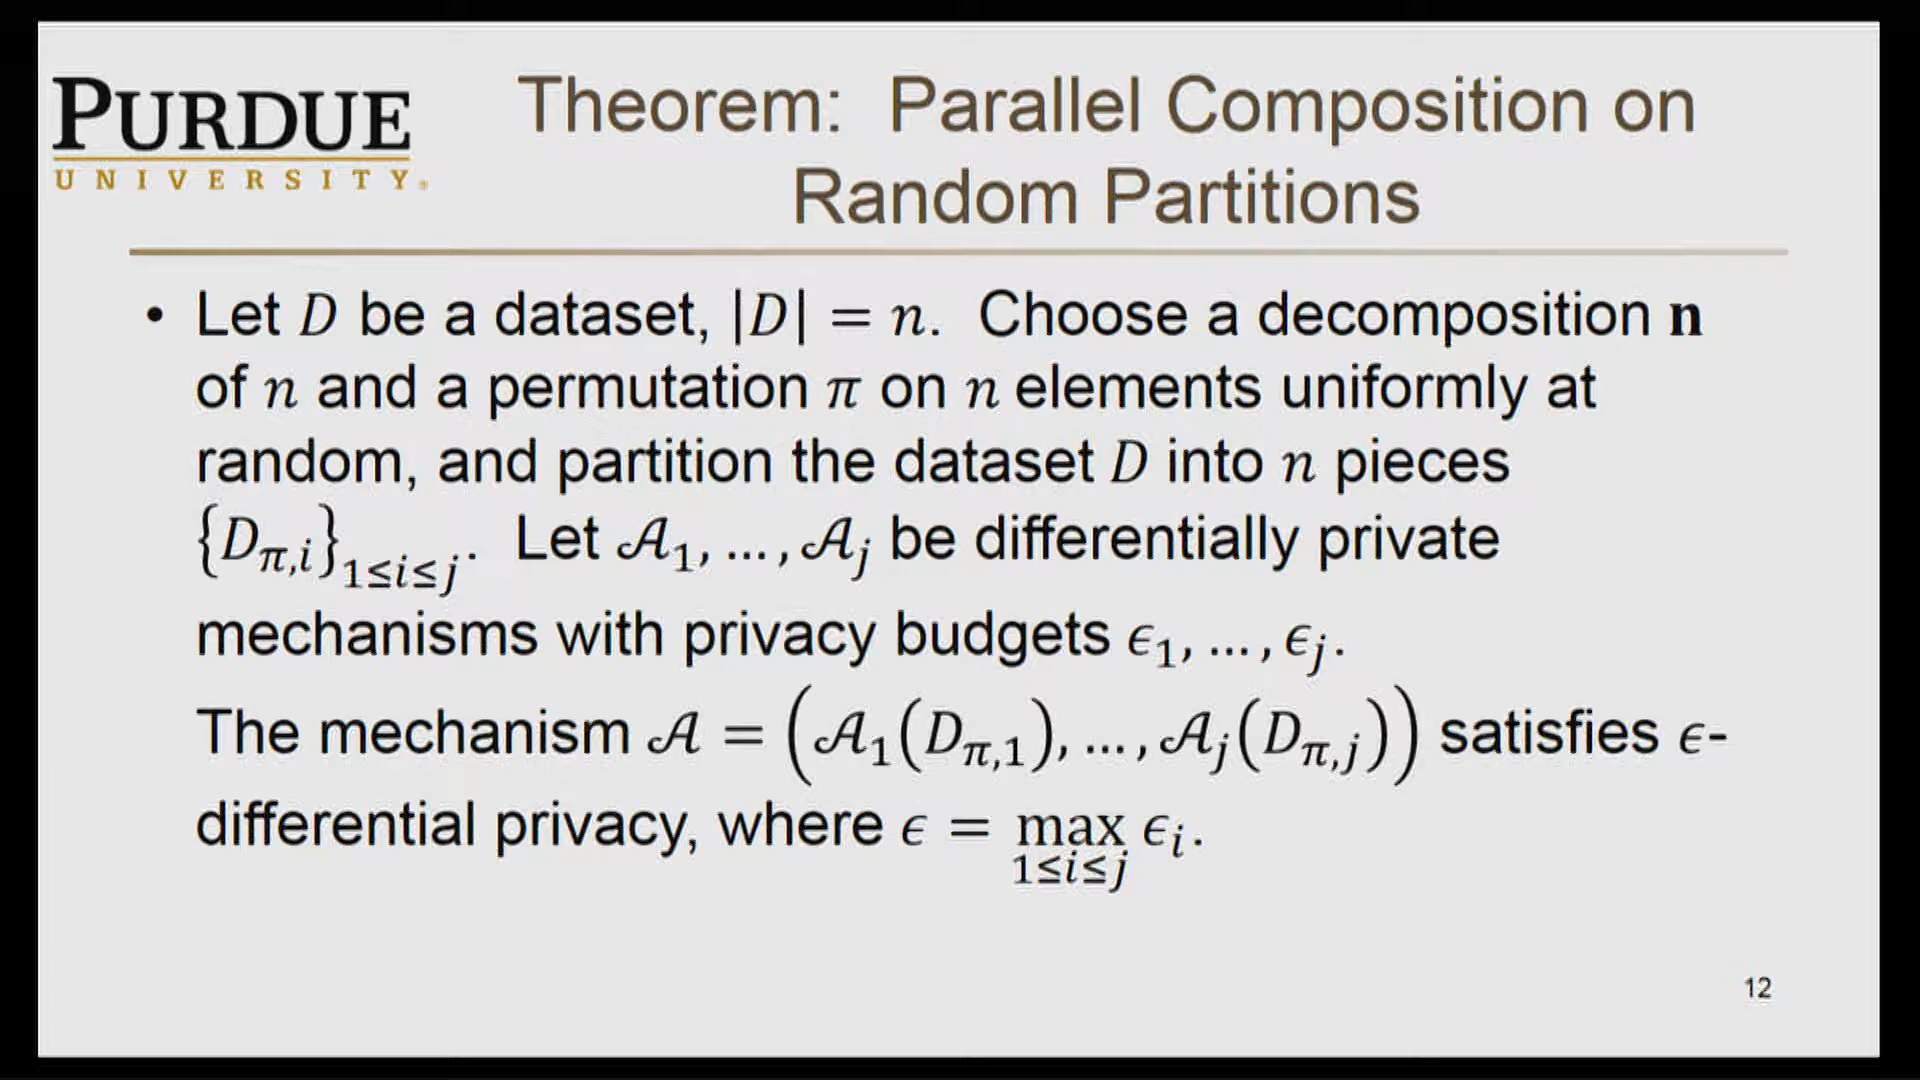 PURDUE
UNIVERSITY®
Theorem: Parallel Composition on
Random Partitions
• Let D be a dataset, |D| = n. Choose a decomposition 𝐧
of n and a permutation π on n elements uniformly at
random, and partition the dataset D into n pieces
{D_{π,i}}_{1≤i≤j}. Let 𝒜_1, … , 𝒜_j be differentially private
mechanisms with privacy budgets ϵ_1, … , ϵ_j.
The mechanism 𝒜 = (𝒜_1(D_{π,1}), … , 𝒜_j(D_{π,j})) satisfies ϵ-
differential privacy, where ϵ = max_{1≤i≤j} ϵ_i.
12